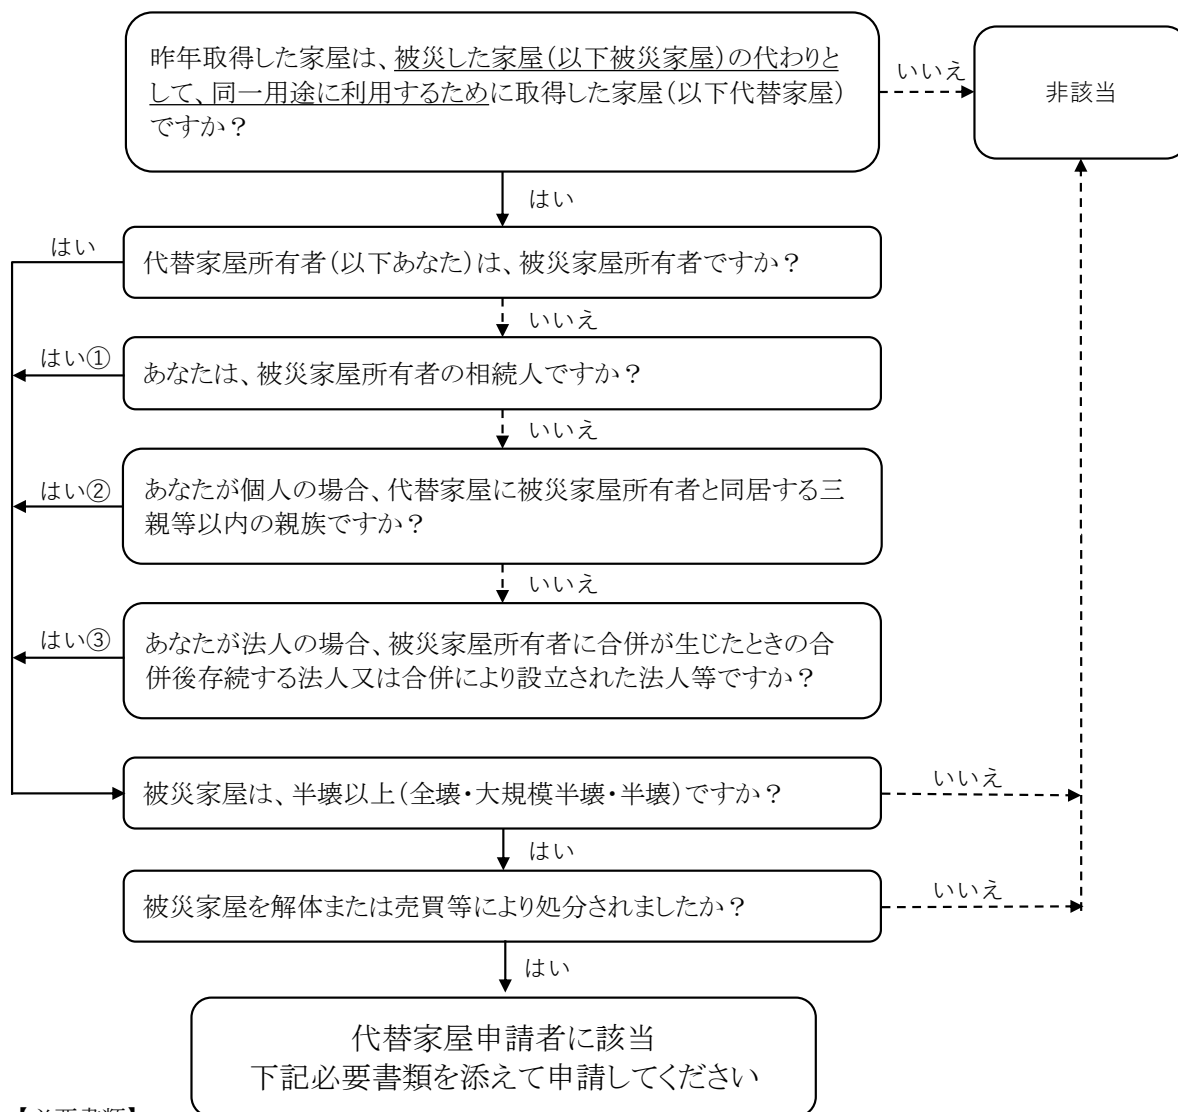 昨年取得した家屋は、被災した家屋(以下被災家屋)の代わりと
して、同一用途に利用するために取得した家屋(以下代替家屋)
ですか?
いいえ
非該当
はい
はい
代替家屋所有者(以下あなた)は、被災家屋所有者ですか?
いいえ
はい①
あなたは、被災家屋所有者の相続人ですか?
いいえ
はい②
あなたが個人の場合、代替家屋に被災家屋所有者と同居する三
親等以内の親族ですか?
いいえ
はい③
あなたが法人の場合、被災家屋所有者に合併が生じたときの合
併後存続する法人又は合併により設立された法人等ですか?
被災家屋は、半壊以上(全壊・大規模半壊・半壊)ですか?
いいえ
はい
被災家屋を解体または売買等により処分されましたか?
いいえ
はい
代替家屋申請者に該当
下記必要書類を添えて申請してください
【必要書類】